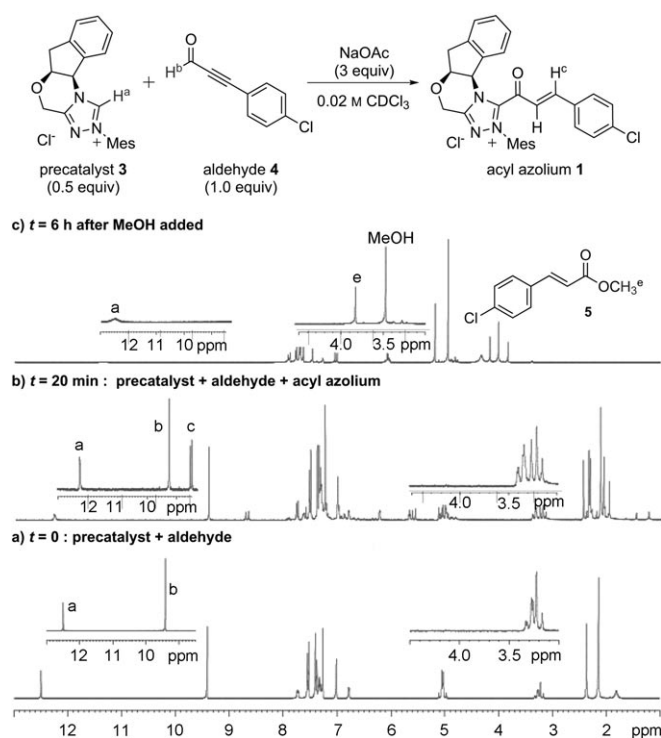 NaOAc
(3 equiv)
0.02 M CDCl3
H^a
O
N
N
N
+
Mes
Cl-
+
H^b
O
Cl
O
N
N
N
+
Mes
Cl-
O
H^c
H
Cl
precatalyst 3
(0.5 equiv)
aldehyde 4
(1.0 equiv)
acyl azolium 1
c) t = 6 h after MeOH added
a
12 11 10 ppm
e
MeOH
4.0 3.5 ppm
O
OCH3^e
Cl
5
b) t = 20 min : precatalyst + aldehyde + acyl azolium
a b c
12 11 10 ppm
4.0 3.5 ppm
a) t = 0 : precatalyst + aldehyde
a b
12 11 10 ppm
4.0 3.5 ppm
12 11 10 9 8 7 6 5 4 3 2 ppm